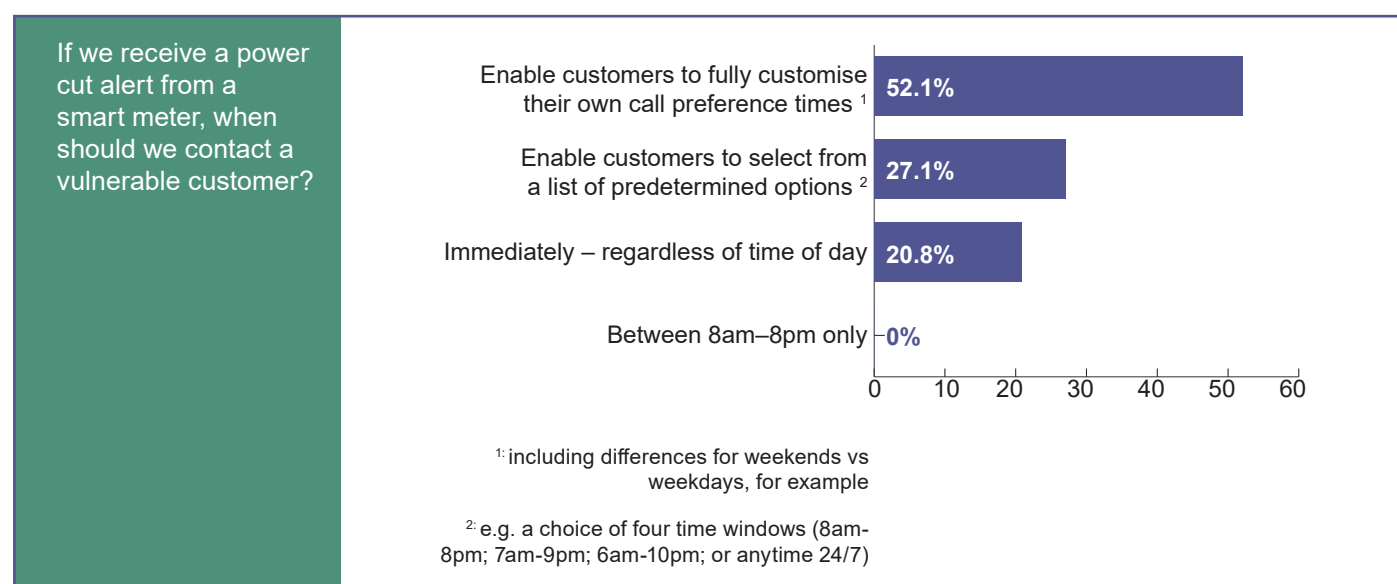 If we receive a power
cut alert from a
smart meter, when
should we contact a
vulnerable customer?
Enable customers to fully customise
their own call preference times ¹
52.1%
Enable customers to select from
a list of predetermined options ²
27.1%
Immediately – regardless of time of day
20.8%
Between 8am–8pm only
0%
0 10 20 30 40 50 60
¹: including differences for weekends vs
weekdays, for example
²: e.g. a choice of four time windows (8am-
8pm; 7am-9pm; 6am-10pm; or anytime 24/7)